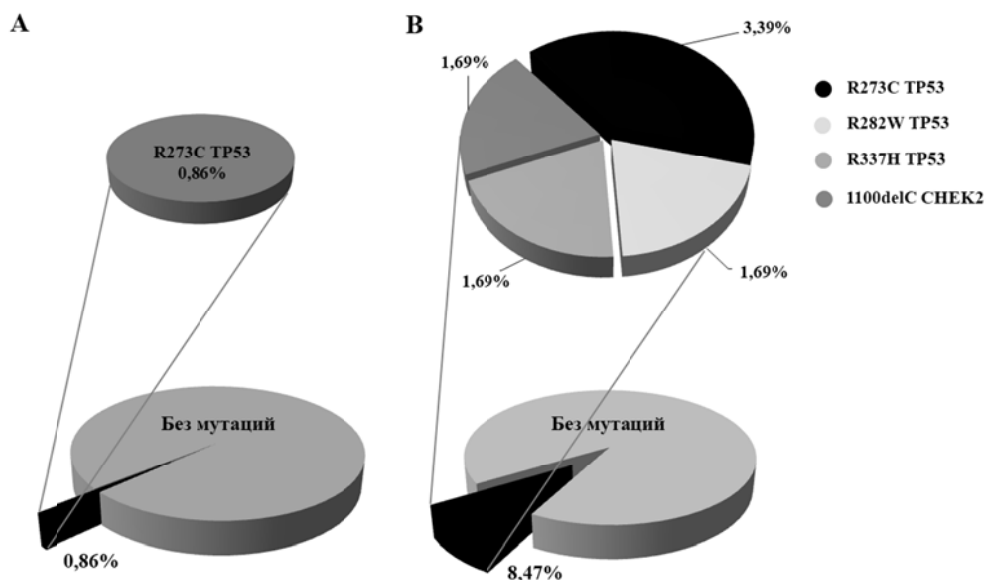 A
R273C TP53
0,86%
Без мутаций
0,86%
B
3,39%
1,69%
1,69%
1,69%
R273C TP53
R282W TP53
R337H TP53
1100delC CHEK2
Без мутаций
8,47%